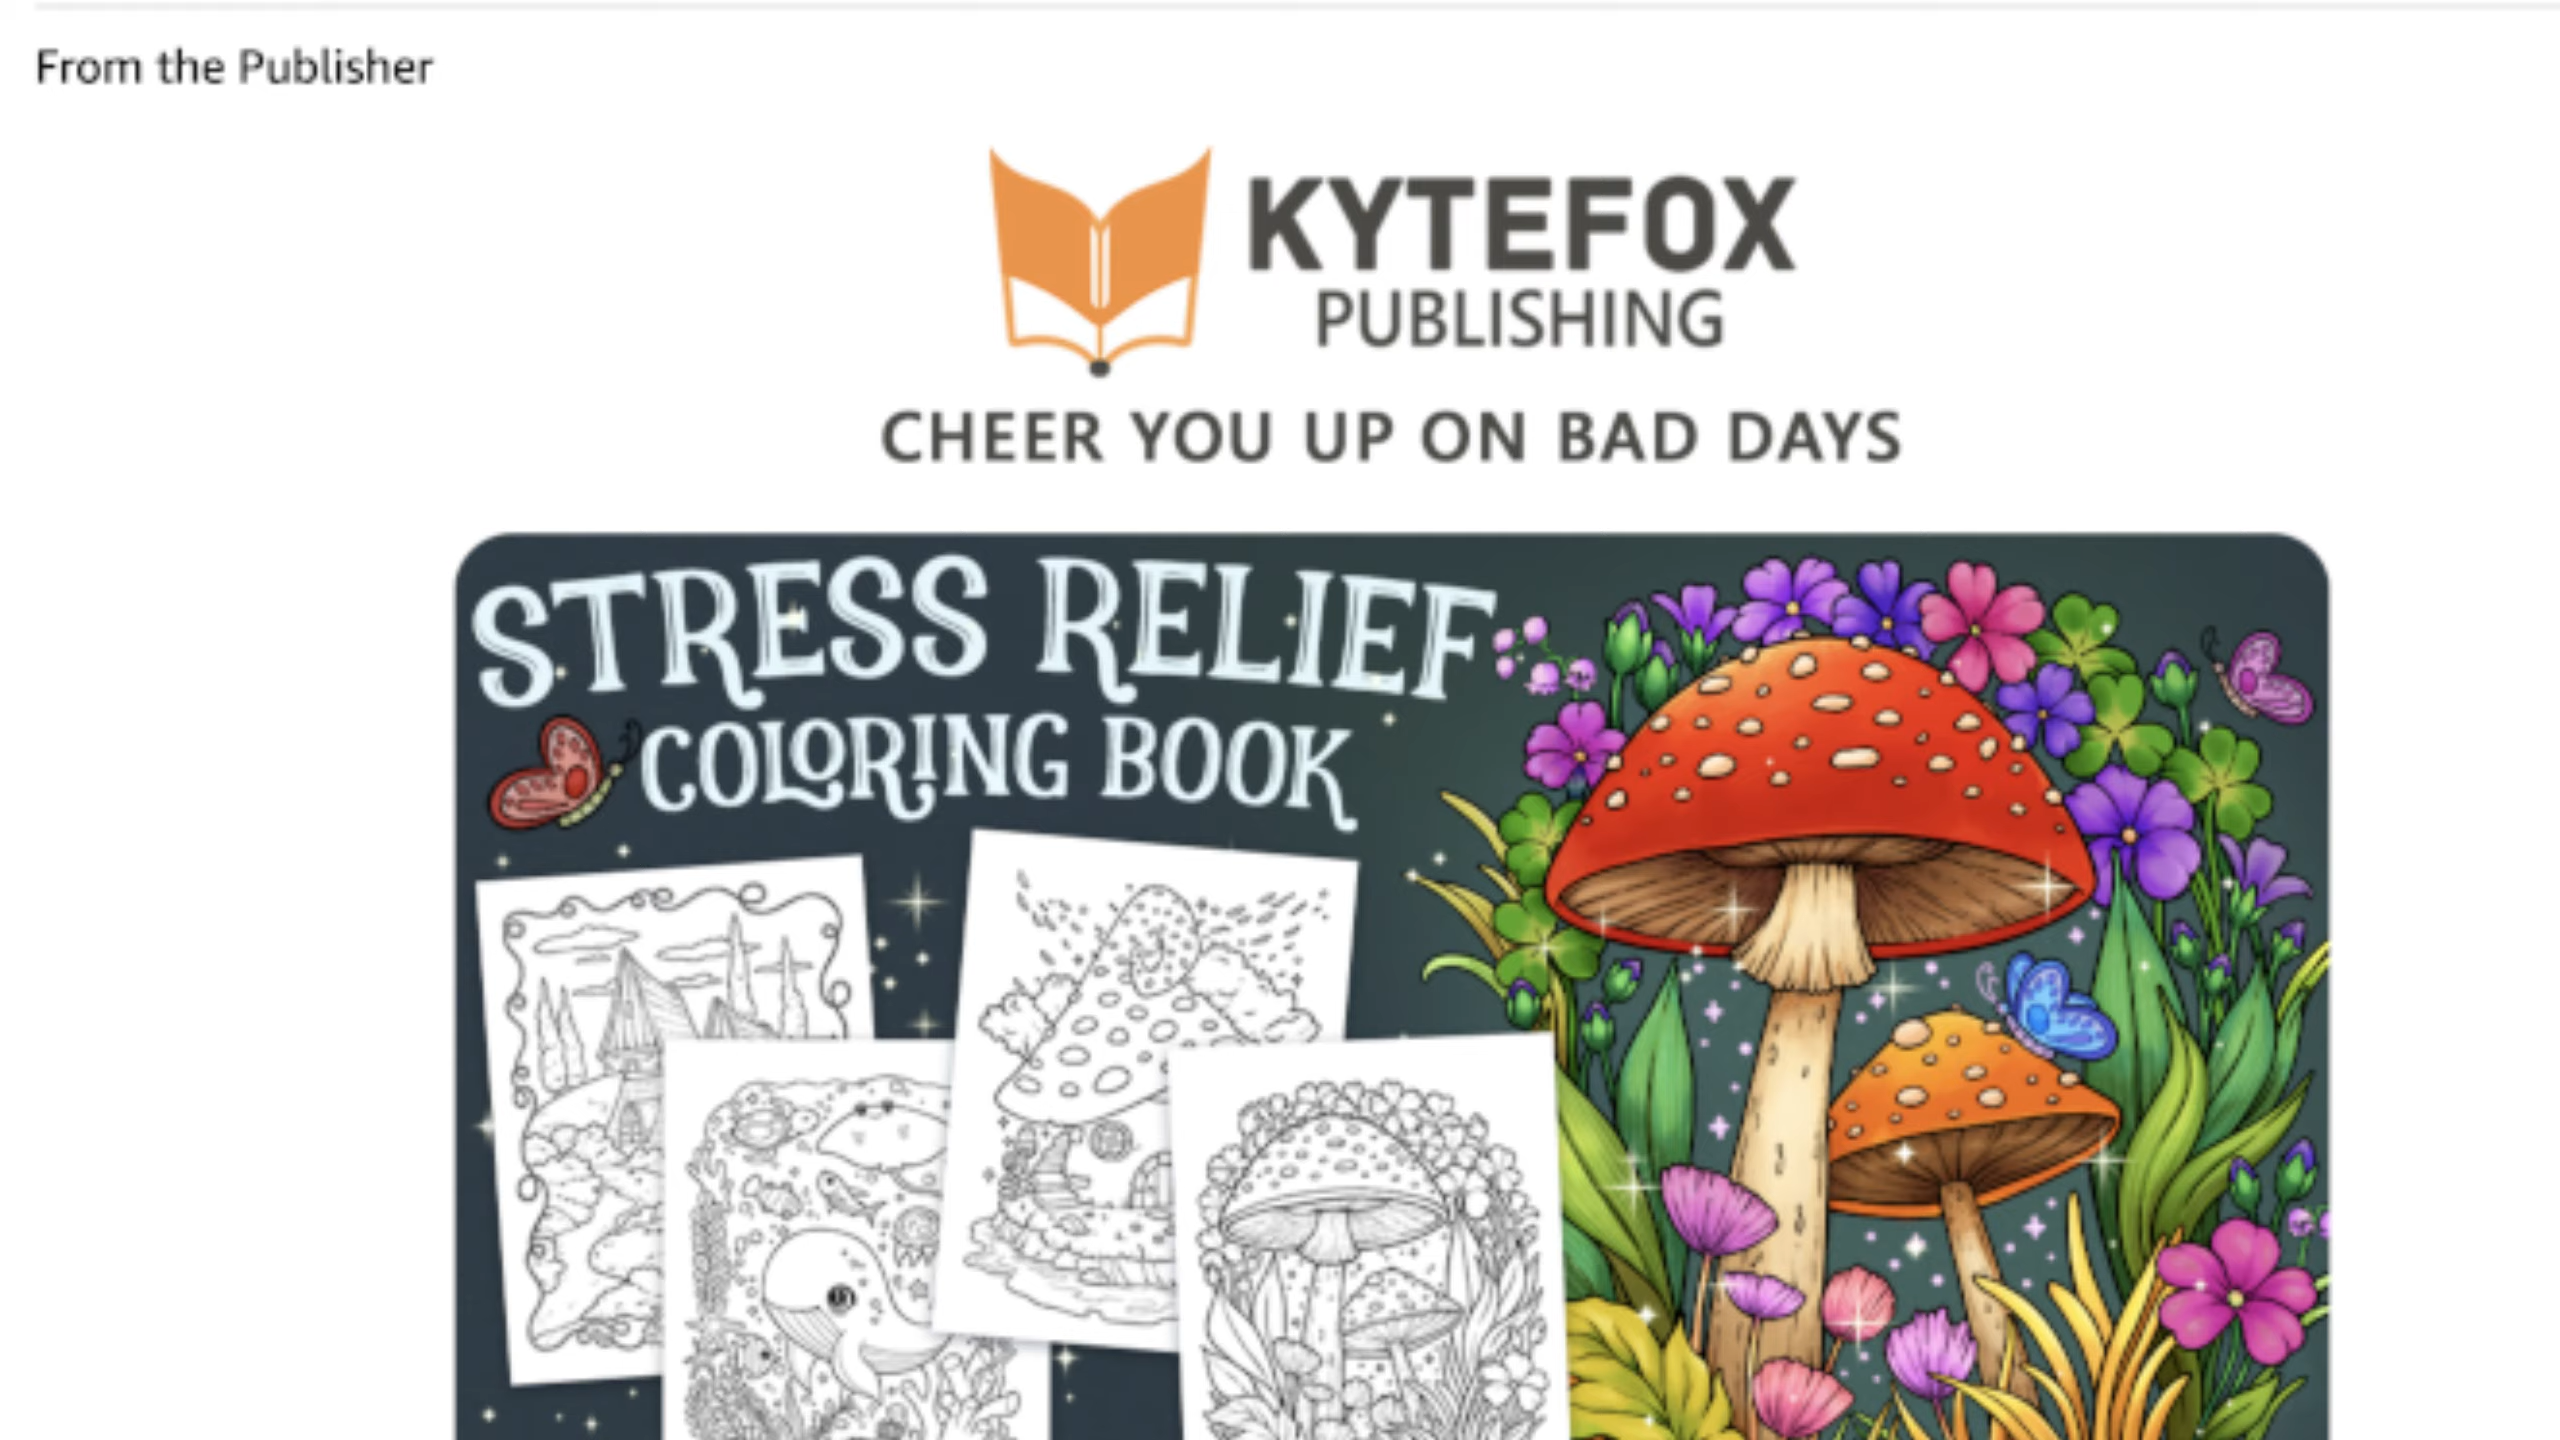 From the Publisher
KYTEFOX
PUBLISHING
CHEER YOU UP ON BAD DAYS
STRESS RELIEF
COLORING BOOK